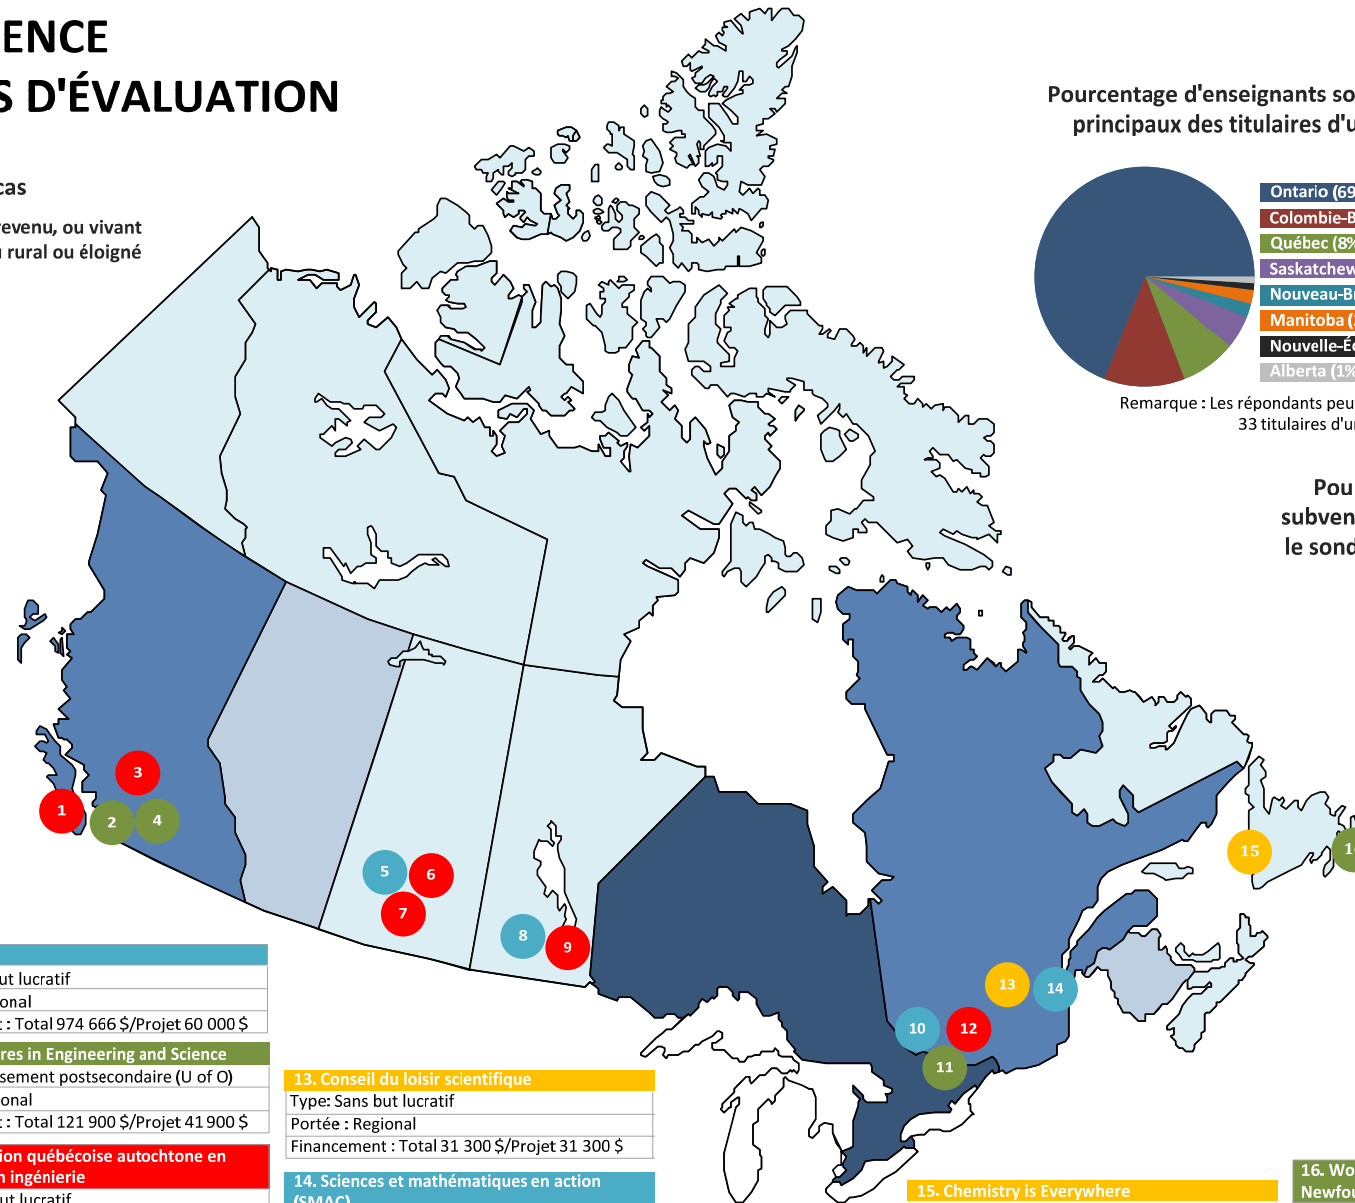 ENCE
S D'ÉVALUATION
cas
revenu, ou vivant
rural ou éloigné
Pourcentage d'enseignants so
principaux des titulaires d'u
Ontario (69
Colombie-B
Québec (8%
Saskatchew
Nouveau-Br
Manitoba (
Nouvelle-Éc
Alberta (1%
Remarque : Les répondants peu
33 titulaires d'un
Pou
subven
le sond
3
1
2
4
5
6
7
8
9
10
11
12
13
14
15
1
ut lucratif
onal
t : Total 974 666 $/Projet 60 000 $
res in Engineering and Science
sement postsecondaire (U of O)
onal
t : Total 121 900 $/Projet 41 900 $
ion québécoise autochtone en
n ingénierie
ut lucratif
13. Conseil du loisir scientifique
Type: Sans but lucratif
Portée : Regional
Financement : Total 31 300 $/Projet 31 300 $
14. Sciences et mathématiques en action
(SMAC)
15. Chemistry is Everywhere
16. Wo
Newfou